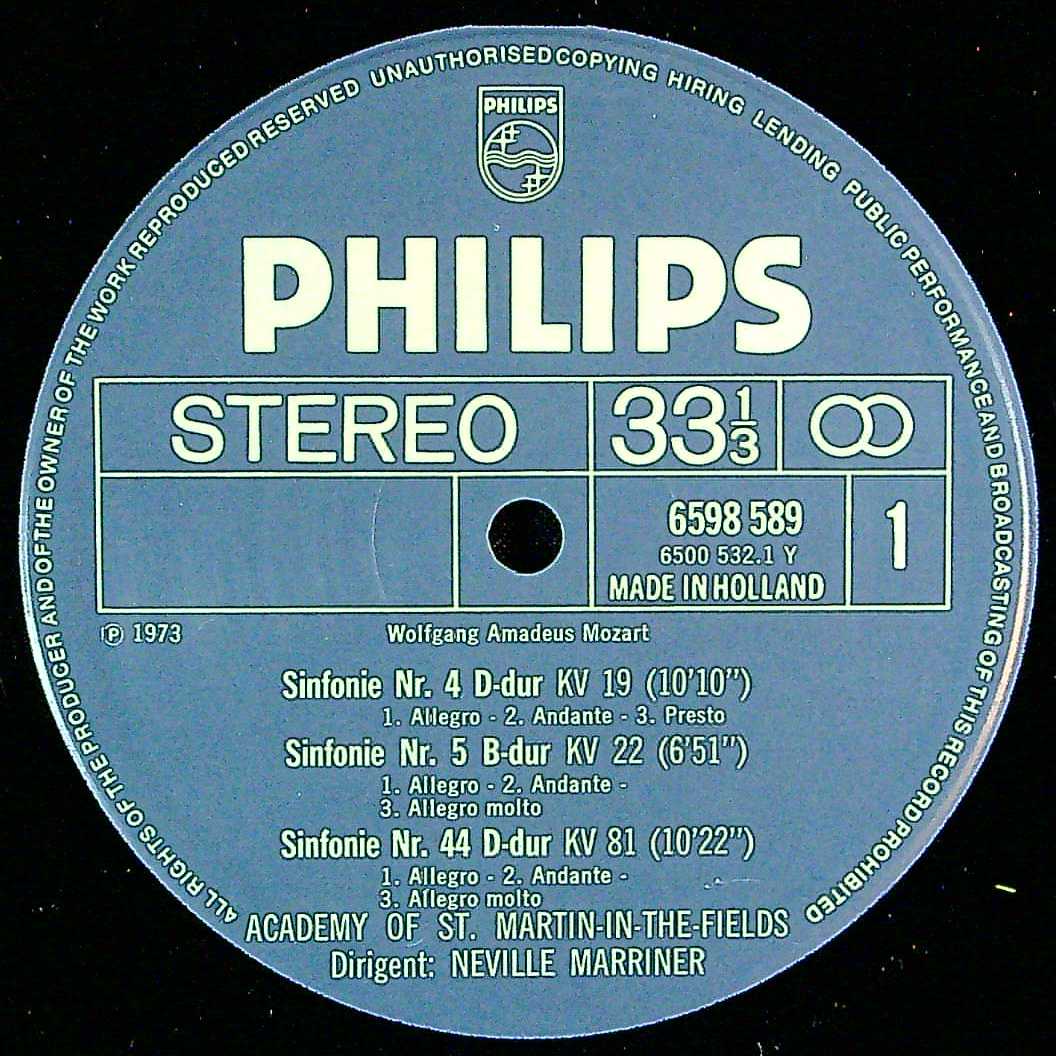 ALL RIGHTS OF THE PRODUCER AND OF THE OWNER OF THE WORK REPRODUCED RESERVED UNAUTHORISED COPYING HIRING LENDING PUBLIC PERFORMANCE AND BROADCASTING OF THIS RECORD PROHIBITED
PHILIPS
PHILIPS
STEREO 33 1/3
6598 589
6500 532.1 Y
MADE IN HOLLAND
1
℗ 1973 Wolfgang Amadeus Mozart
Sinfonie Nr. 4 D-dur KV 19 (10'10")
1. Allegro - 2. Andante - 3. Presto
Sinfonie Nr. 5 B-dur KV 22 (6'51")
1. Allegro - 2. Andante -
3. Allegro molto
Sinfonie Nr. 44 D-dur KV 81 (10'22")
1. Allegro - 2. Andante -
3. Allegro molto
ACADEMY OF ST. MARTIN-IN-THE-FIELDS
Dirigent: NEVILLE MARRINER